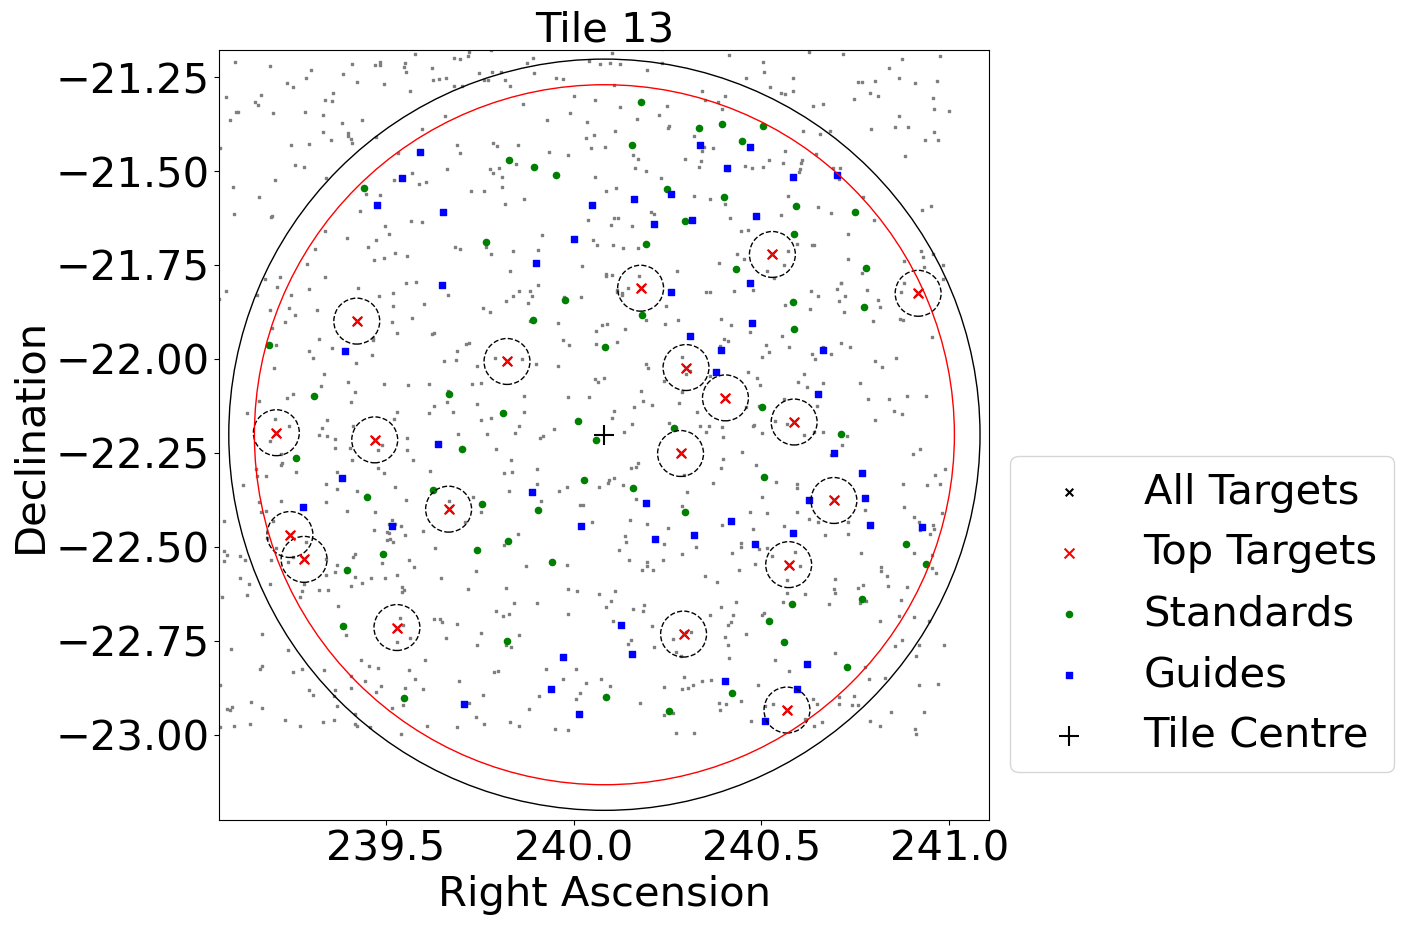 Tile 13
−21.25
−21.50
−21.75
−22.00
−22.25
−22.50
−22.75
−23.00
Declination
239.5 240.0 240.5 241.0
Right Ascension
All Targets
Top Targets
Standards
Guides
Tile Centre